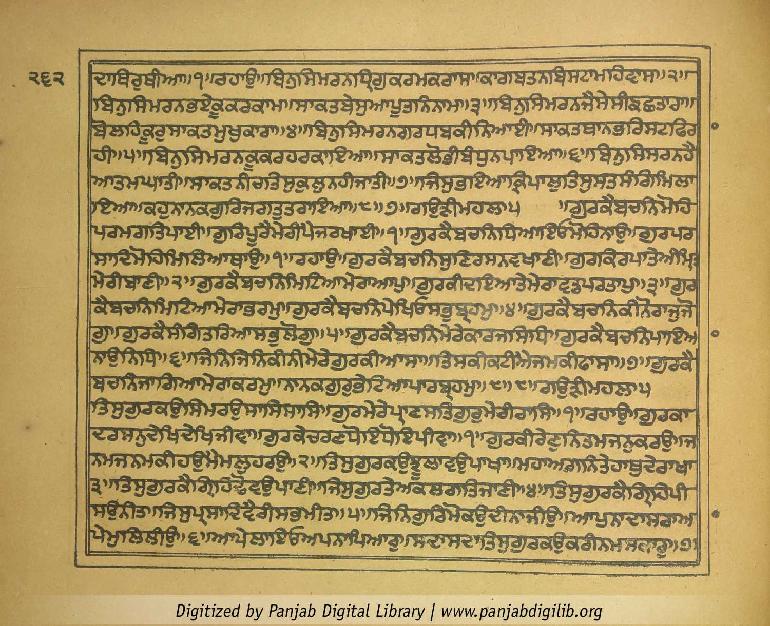 ੨੬੨
ਦਾਬਿਰੁਥੀਆ॥੧॥ਰਹਾਉ॥ਬਿਨੁਸਿਮਰਨਧ੍ਰਿਗੁਕਰਮਕਰਾਸ॥ਕਾਗਬਤਨਬਿਸਟਾਮਹਿਵਾਸ॥੨॥
ਬਿਨੁਸਿਮਰਨਭਏਕੂਕਰਕਾਮ॥ਸਾਕਤਬੇਸੁਆਪੂਤਨਿਨਾਮ॥੩॥ਬਿਨੁਸਿਮਰਨਜੈਸੇਸੀਙਛਤਾਰਾ॥
ਬੋਲਹਿਕੂਰੁਸਾਕਤਮੁਖੁਕਾਰਾ॥੪॥ਬਿਨੁਸਿਮਰਨਗਰਧਬਕੀਨਿਆਈ॥ਸਾਕਤਥਾਨਭਰਿਸਟਫਿਰ
ਹੀ॥੫॥ਬਿਨੁਸਿਮਰਨਕੂਕਰਹਰਕਾਇਆ॥ਸਾਕਤਲੋਭੀਬੰਧੁਨਪਾਇਆ॥੬॥ਬਿਨੁਸਿਮਰਨਹੈ
ਆਤਮਘਾਤੀ॥ਸਾਕਤਨੀਚਤਿਸੁਕੁਲੁਨਹੀਜਾਤੀ॥੭॥ਜਿਸੁਭਇਆਕ੍ਰਿਪਾਲੁਤਿਸੁਸਤਸੰਗਿਮਿਲਾ
ਇਆ॥ਕਹੁਨਾਨਕਗੁਰਿਜਗਤੁਤਰਾਇਆ॥੮॥੭॥ਗਉੜੀਮਹਲਾ੫ ॥ਗੁਰਕੈਬਚਨਿਮੋਹਿ
ਪਰਮਗਤਿਪਾਈ॥ਗੁਰਿਪੂਰੈਮੇਰੀਪੈਜਰਖਾਈ॥੧॥ਗੁਰਕੈਬਚਨਿਧਿਆਇਓਮੋਹਿਨਾਉ॥ਗੁਰਪਰ
ਸਾਦਿਮੋਹਿਮਿਲਿਆਥਾਉ॥੧॥ਰਹਾਉ॥ਗੁਰਕੈਬਚਨਿਸੁਣਿਰਸਨਵਖਾਣੀ॥ਗੁਰਕਿਰਪਾਤੇਅੰਮ੍ਰਿ
ਮੇਰੀਬਾਣੀ॥੨॥ਗੁਰਕੈਬਚਨਿਮਿਟਿਆਮੇਰਾਆਪੁ॥ਗੁਰਕੀਦਇਆਤੇਮੇਰਾਵਡਪਰਤਾਪੁ॥੩॥ਗੁਰ
ਕੈਬਚਨਿਮਿਟਿਆਮੇਰਾਭਰਮੁ॥ਗੁਰਕੈਬਚਨਿਪੇਖਿਓਸਭੁਬ੍ਰਹਮੁ॥੪॥ਗੁਰਕੈਬਚਨਿਕੀਨੋਰਾਜੁਜੋ
ਗੁ॥ਗੁਰਕੈਸੰਗਿਤਰਿਆਸਭੁਲੋਗੁ॥੫॥ਗੁਰਕੈਬਚਨਿਮੇਰੇਕਾਰਜਸਿਧਿ॥ਗੁਰਕੈਬਚਨਿਪਾਇਆ
ਨਾਉਨਿਧਿ॥੬॥ਜਿਨਿਜਿਨਿਕੀਨੀਮੇਰੇਗੁਰਕੀਆਸਾ॥ਤਿਸਕੀਕਟੀਐਜਮਕੀਫਾਸਾ॥੭॥ਗੁਰਕੈ
ਬਚਨਿਜਾਗਿਆਮੇਰਾਕਰਮੁ॥ਨਾਨਕਗੁਰੁਭੇਟਿਆਪਾਰਬ੍ਰਹਮੁ॥੮॥੮॥ਗਉੜੀਮਹਲਾ੫
ਤਿਸੁਗੁਰਕਉਸਿਮਰਉਸਾਸਿਸਾਸਿ॥ਗੁਰੁਮੇਰੇਪ੍ਰਾਣਸਤਿਗੁਰੁਮੇਰੀਰਾਸਿ॥੧॥ਰਹਾਉ॥ਗੁਰਕਾ
ਦਰਸਨੁਦੇਖਿਦੇਖਿਜੀਵਾ॥ਗੁਰਕੇਚਰਣਧੋਇਧੋਇਪੀਵਾ॥੧॥ਗੁਰਕੀਰੇਣੁਨਿਤਮਜਨੁਕਰਉ॥ਜ
ਨਮਜਨਮਕੀਹਉਮੈਮਲੁਹਰਉ॥੨॥ਤਿਸੁਗੁਰਕਉਝੂਲਾਵਉਪਾਖਾ॥ਮਹਾਅਗਨਿਤੇਹਾਥੁਦੇਰਾਖਾ
੩॥ਤਿਸੁਗੁਰਕੈਗ੍ਰਿਹਿਢੋਵਉਪਾਣੀ॥ਜਿਸੁਗੁਰਤੇਅਕਲਗਤਿਜਾਣੀ॥੪॥ਤਿਸੁਗੁਰਕੈਗ੍ਰਿਹਿਪੀ
ਸਉਨੀਤ॥ਜਿਸੁਪ੍ਰਸਾਦਿਵੈਰੀਸਭਮੀਤ॥੫॥ਜਿਨਿਗੁਰਿਮੋਕਉਦੀਨਾਜੀਉ॥ਆਪੁਨਾਦਾਸਰਾਆ
ਪੇਮੁਲਿਲੀਉ॥੬॥ਆਪੇਲਾਇਓਅਪਨਾਪਿਆਰੁ॥ਸਦਾਸਦਾਤਿਸੁਗੁਰਕਉਕਰੀਨਮਸਕਾਰੁ॥੭॥
Digitized by Panjab Digital Library | www.panjabdigilib.org